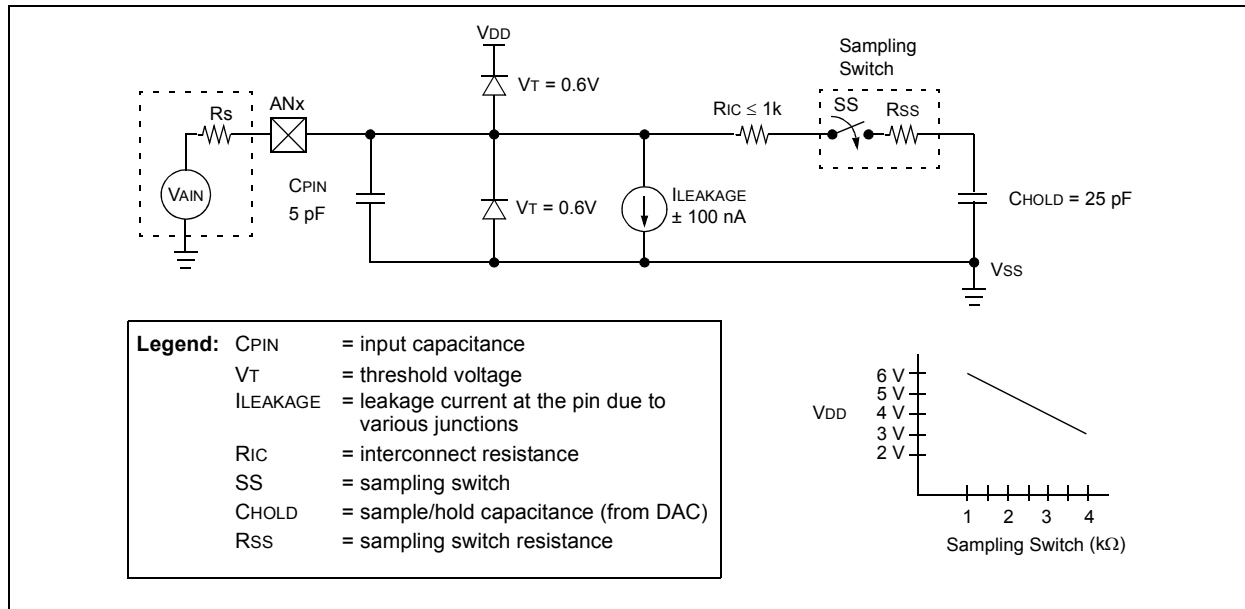 VDD
Sampling
Switch
VT = 0.6V
ANx
Rs
RIC ≤ 1k
SS
RSS
VAIN
CPIN
5 pF
VT = 0.6V
ILEAKAGE
± 100 nA
CHOLD = 25 pF
VSS
Legend: CPIN = input capacitance
VT = threshold voltage
ILEAKAGE = leakage current at the pin due to
various junctions
RIC = interconnect resistance
SS = sampling switch
CHOLD = sample/hold capacitance (from DAC)
RSS = sampling switch resistance
VDD
6 V
5 V
4 V
3 V
2 V
1 2 3 4
Sampling Switch (kΩ)